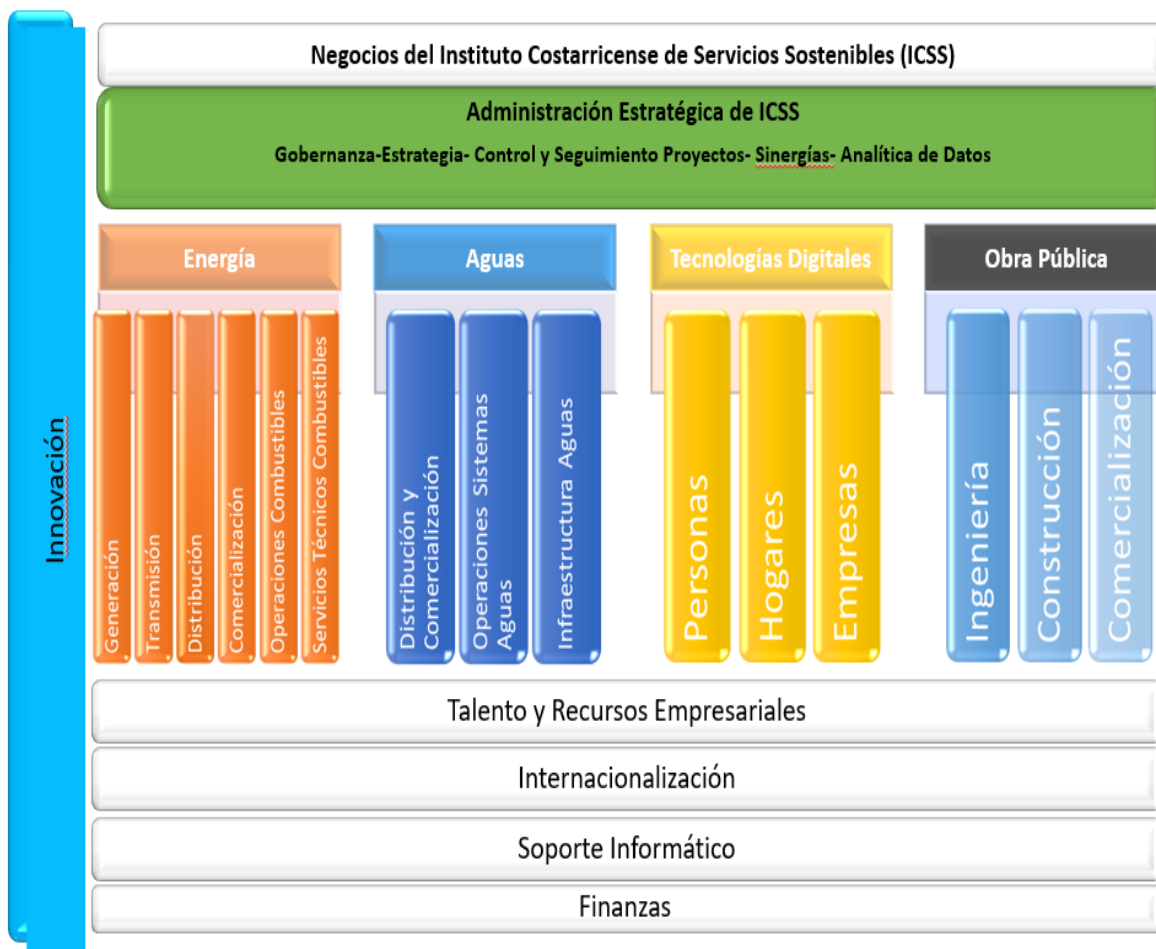 Negocios del Instituto Costarricense de Servicios Sostenibles (ICSS)
Administración Estratégica de ICSS
Gobernanza-Estrategia- Control y Seguimiento Proyectos- Sinergías- Analítica de Datos
Innovación
Energía
Generación
Transmisión
Distribución
Comercialización
Operaciones Combustibles
Servicios Técnicos Combustibles
Aguas
Distribución y
Comercialización
Operaciones Sistemas
Aguas
Infraestructura Aguas
Tecnologías Digitales
Personas
Hogares
Empresas
Obra Pública
Ingeniería
Construcción
Comercialización
Talento y Recursos Empresariales
Internacionalización
Soporte Informático
Finanzas